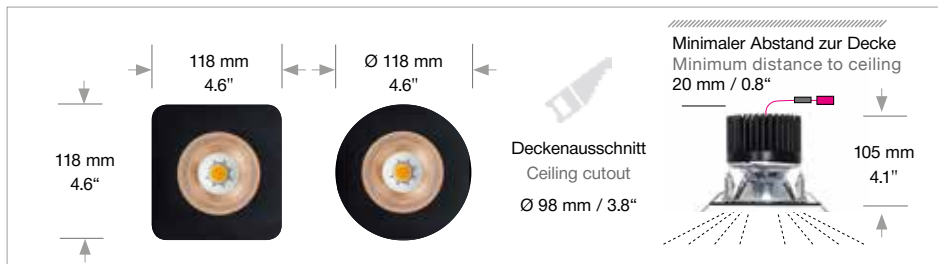 118 mm
4.6"
118 mm
4.6“
Ø 118 mm
4.6"
Deckenausschnitt
Ceiling cutout
Ø 98 mm / 3.8“
Minimaler Abstand zur Decke
Minimum distance to ceiling
20 mm / 0.8“
105 mm
4.1"